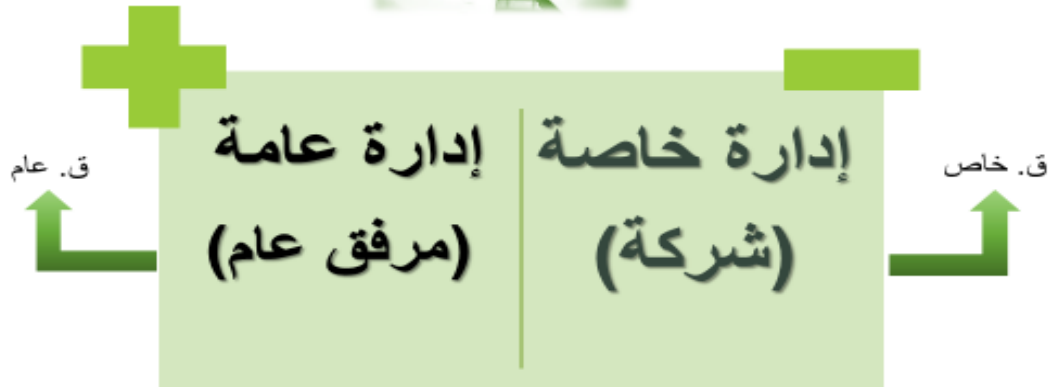 إدارة خاصة
(شركة)
ق. خاص
إدارة عامة
(مرفق عام)
ق. عام